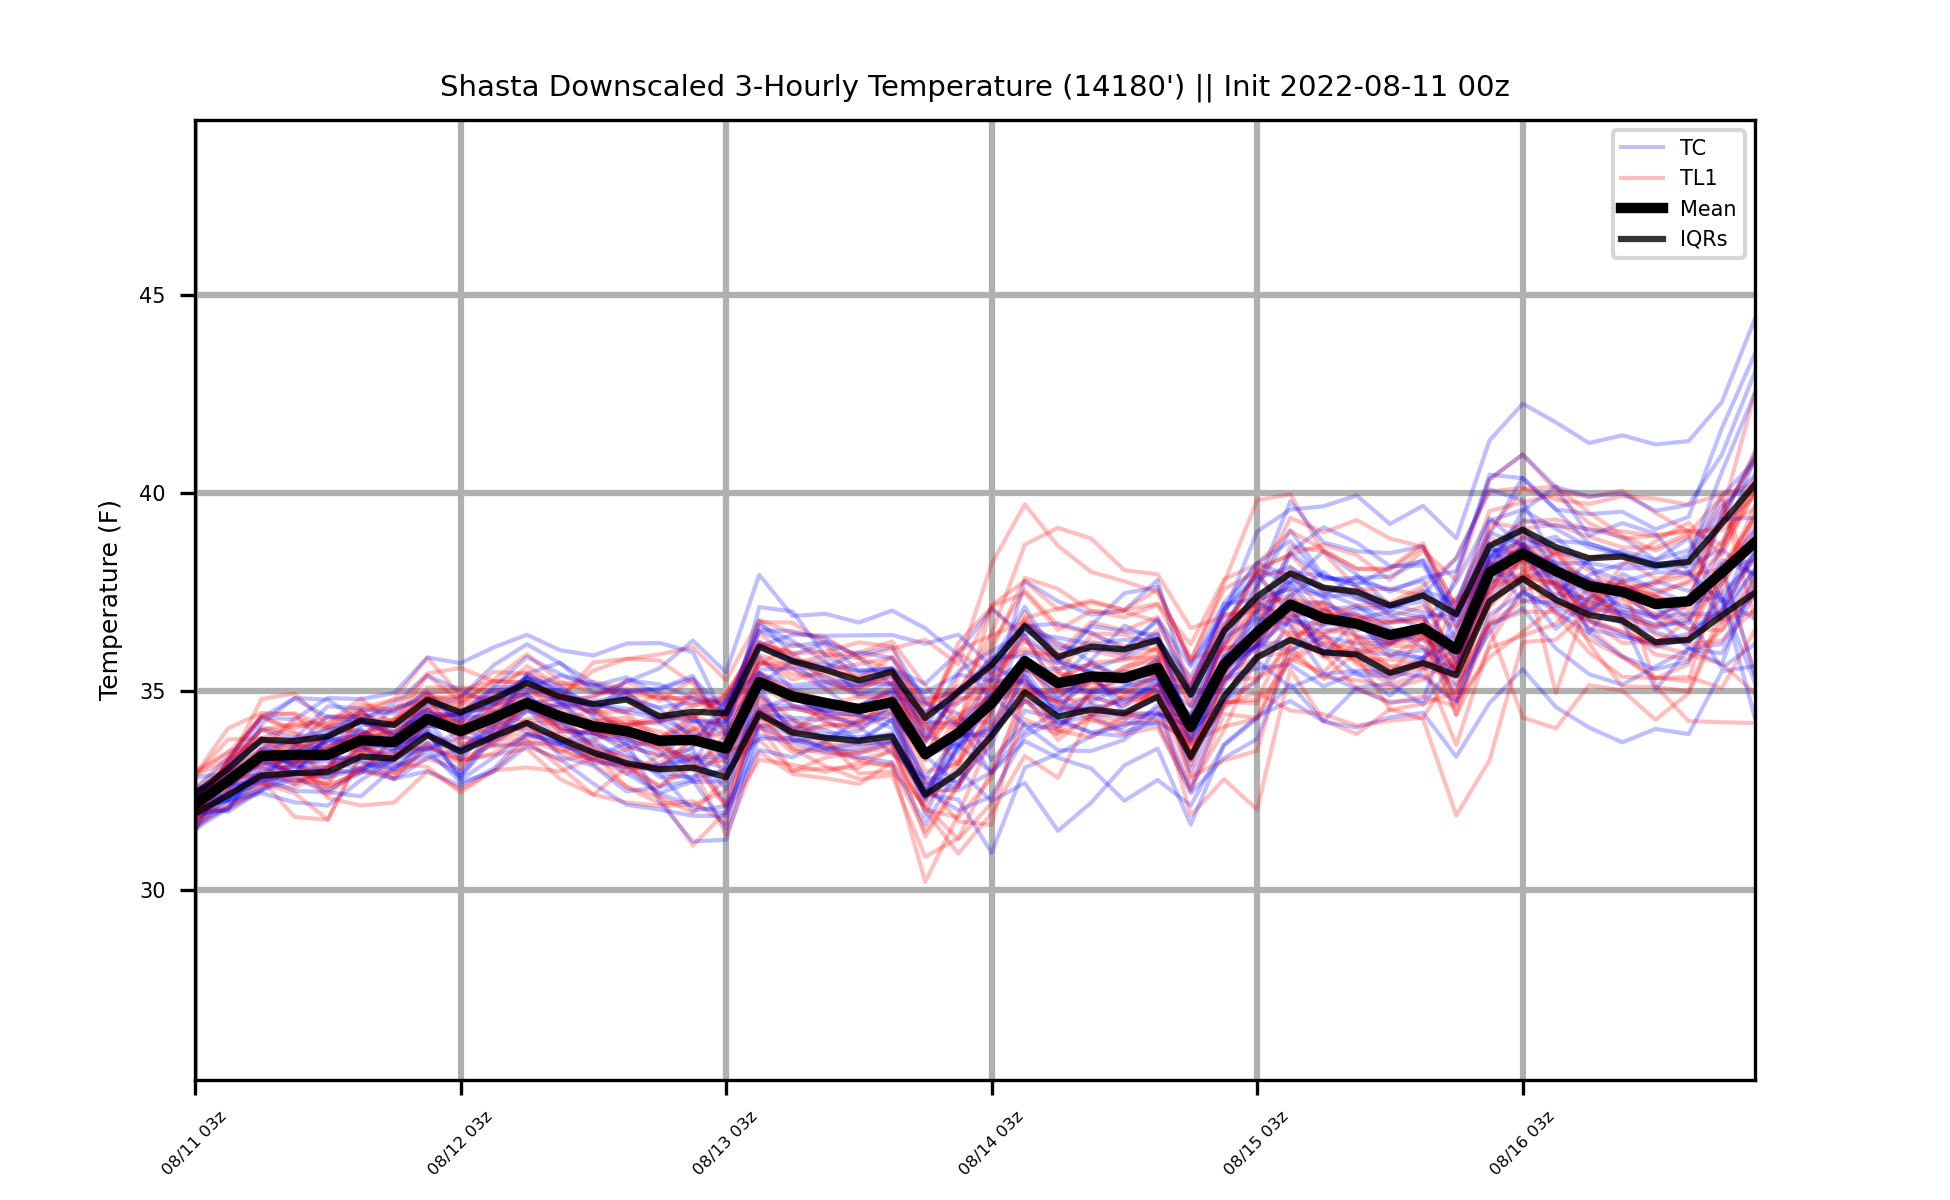 Shasta Downscaled 3-Hourly Temperature (14180') || Init 2022-08-11 00z
TC
TL1
Mean
IQRs
45
40
35
30
Temperature (F)
08/11 03z
08/12 03z
08/13 03z
08/14 03z
08/15 03z
08/16 03z